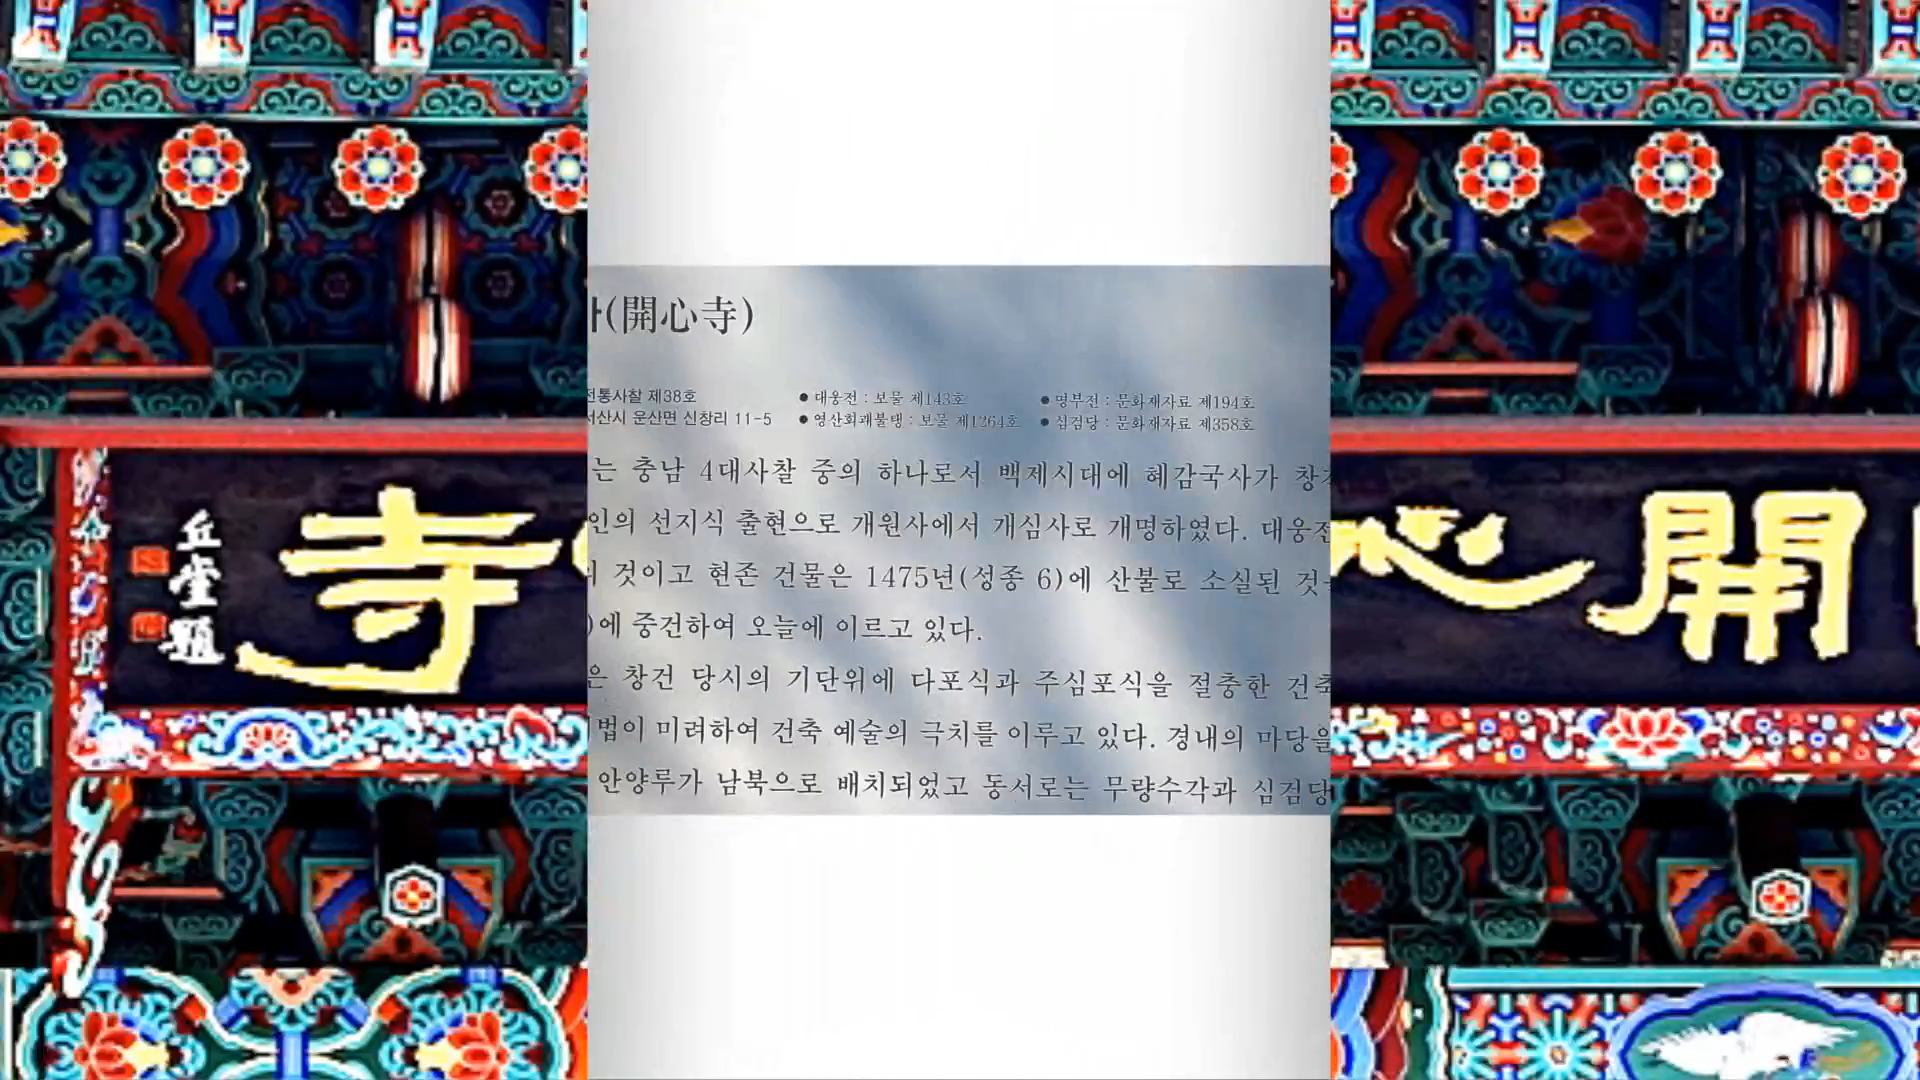 (開心寺)
전통사찰 제38호
● 대웅전 : 보물 제143호
● 명부전 : 문화재자료 제194호
서산시 운산면 신창리 11-5
● 영산회괘불탱 : 보물 제1264호
● 심검당 : 문화재자료 제358호
는 충남 4대사찰 중의 하나로서 백제시대에 혜감국사가
인의 선지식 출현으로 개원사에서 개심사로 개명하였다. 대웅전
것이고 현존 건물은 1475년(성종 6)에 산불로 소실된
)에 중건하여 오늘에 이르고 있다.
은 창건 당시의 기단위에 다포식과 주심포식을 절충한 건축
법이 미려하여 건축 예술의 극치를 이루고 있다. 경내의 마당을
안양루가 남북으로 배치되었고 동서로는 무량수각과 심검당
寺 心 開
丘堂題